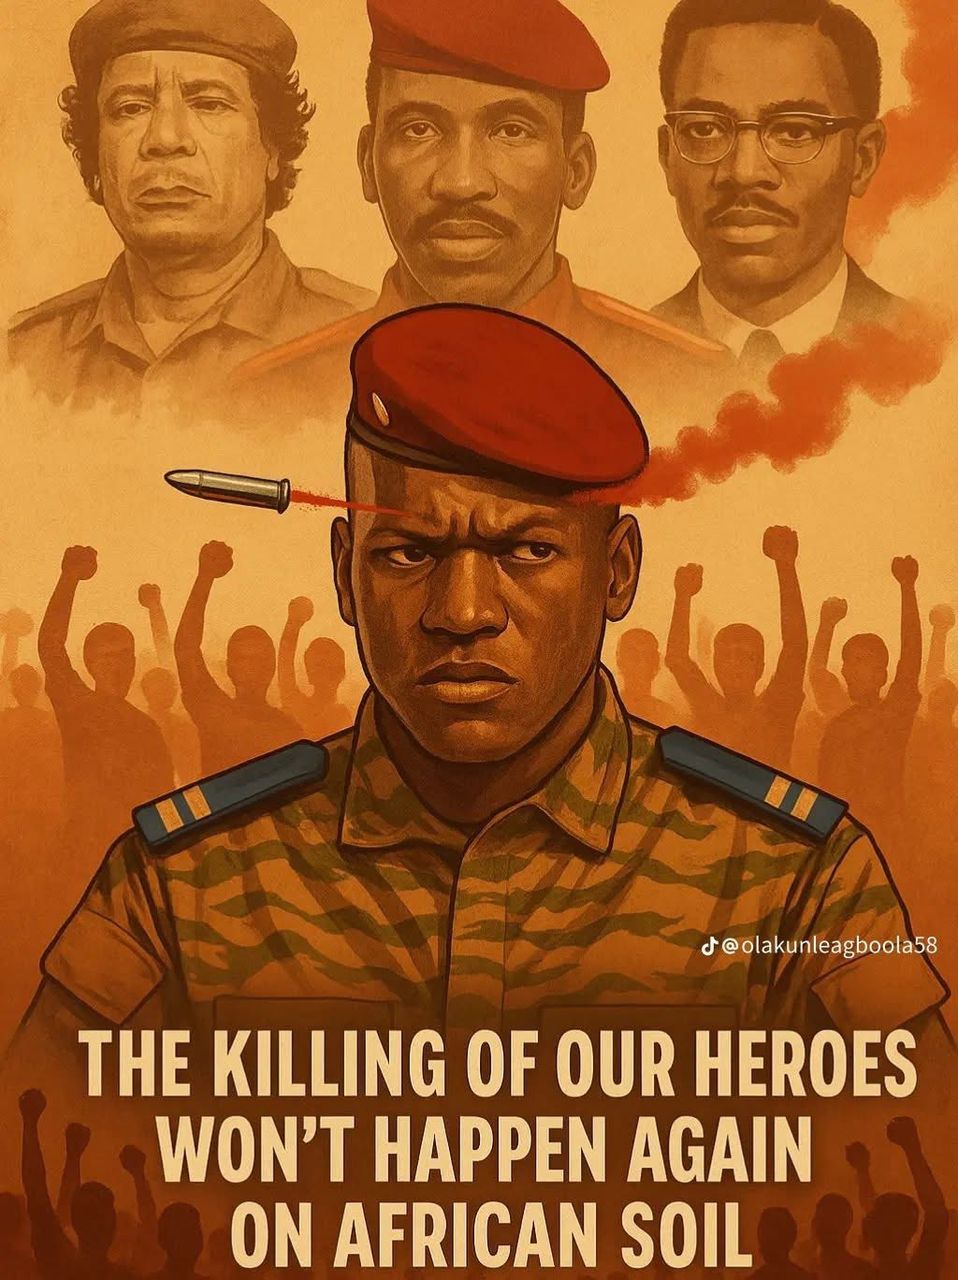 @olakunleagboola58
THE KILLING OF OUR HEROES
WON'T HAPPEN AGAIN
ON AFRICAN SOIL